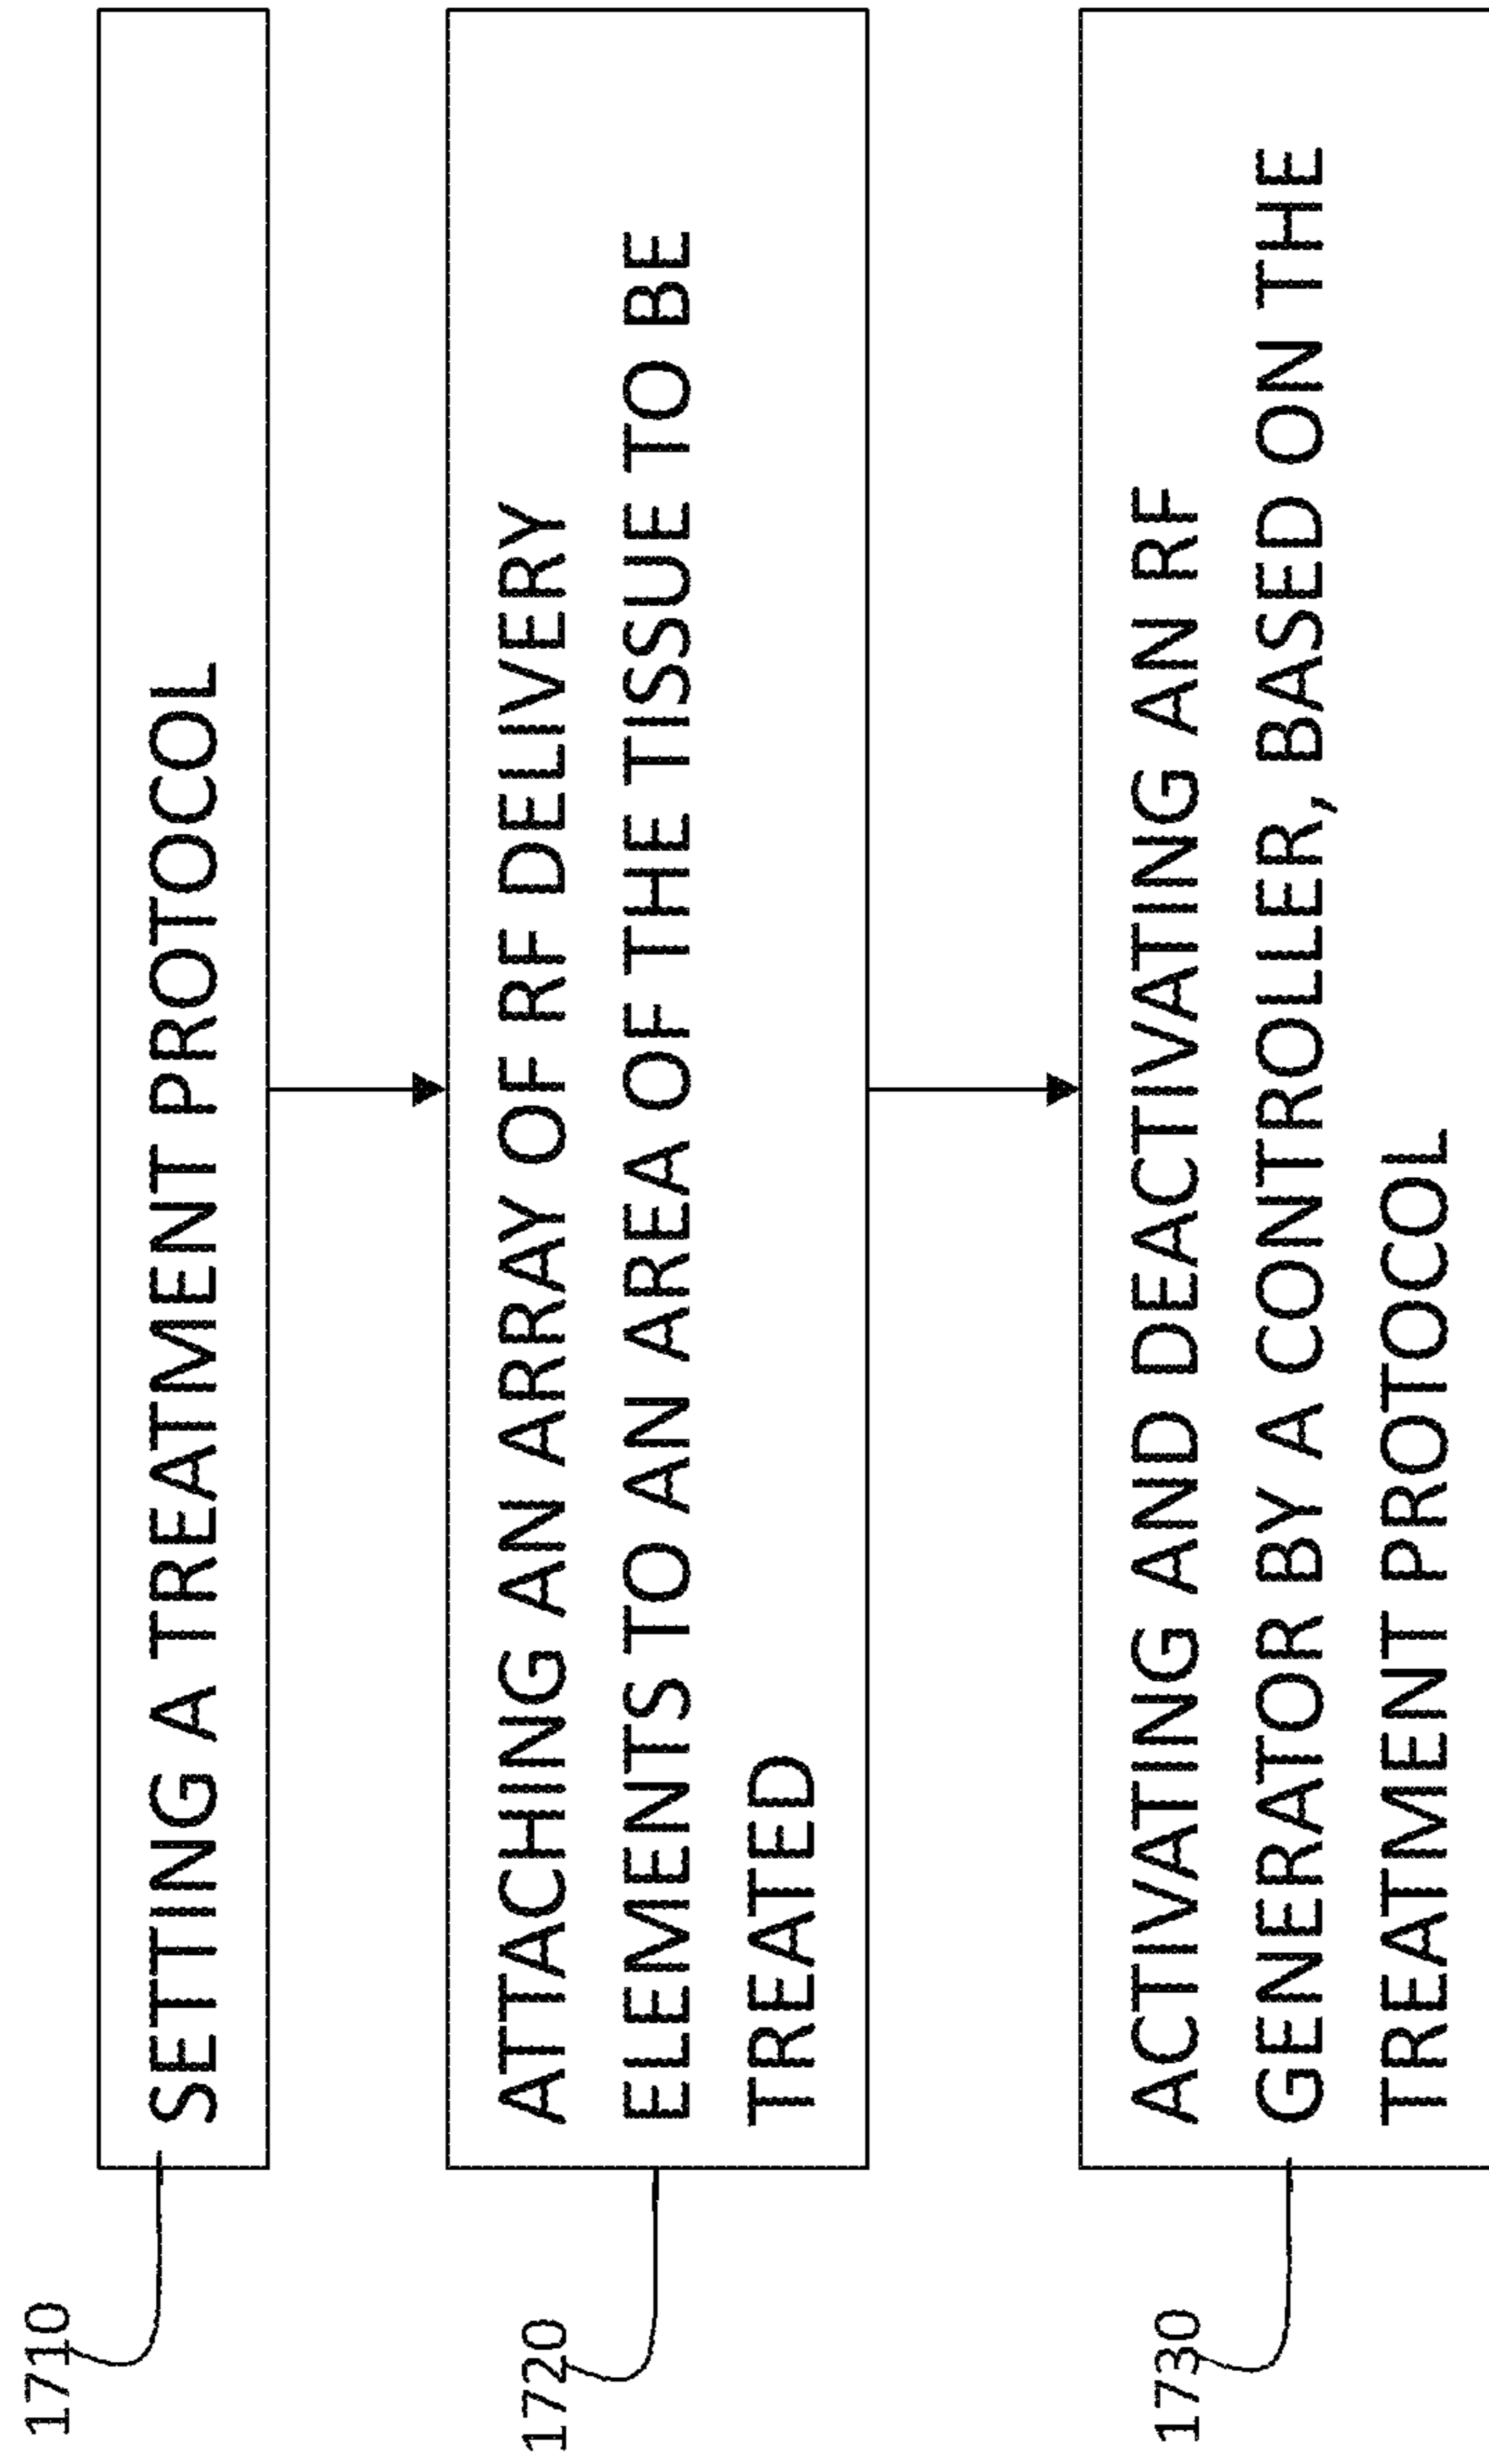 1710
SETTING A TREATMENT PROTOCOL
1720
ATTACHING AN ARRAY OF RF DELIVERY
ELEMENTS TO AN AREA OF THE TISSUE TO BE
TREATED
1730
ACTIVATING AND DEACTIVATING AN RF
GENERATOR BY A CONTROLLER, BASED ON THE
TREATMENT PROTOCOL